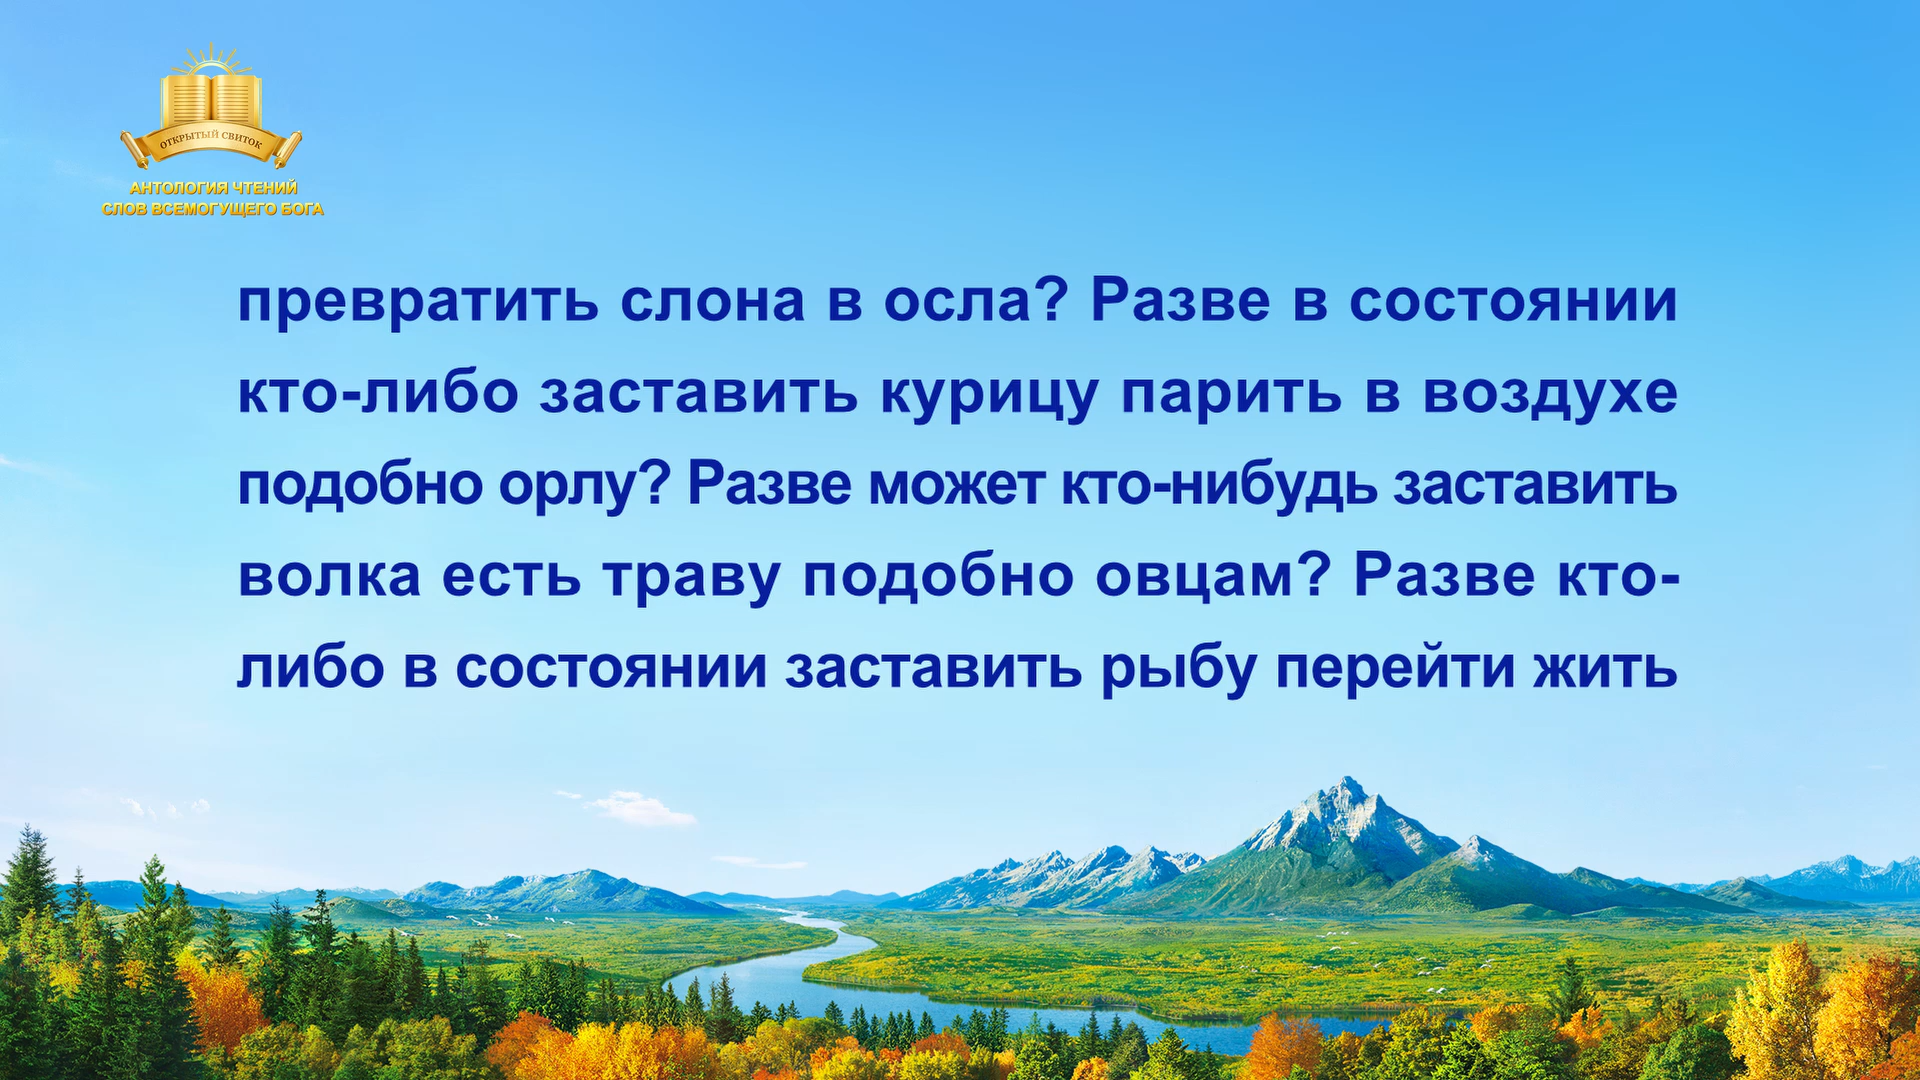 ОТКРЫТЫЙ СВИТОК
АНТОЛОГИЯ ЧТЕНИЙ
СЛОВ ВСЕМОГУЩЕГО БОГА
превратить слона в осла? Разве в состоянии
кто-либо заставить курицу парить в воздухе
подобно орлу? Разве может кто-нибудь заставить
волка есть траву подобно овцам? Разве кто-
либо в состоянии заставить рыбу перейти жить